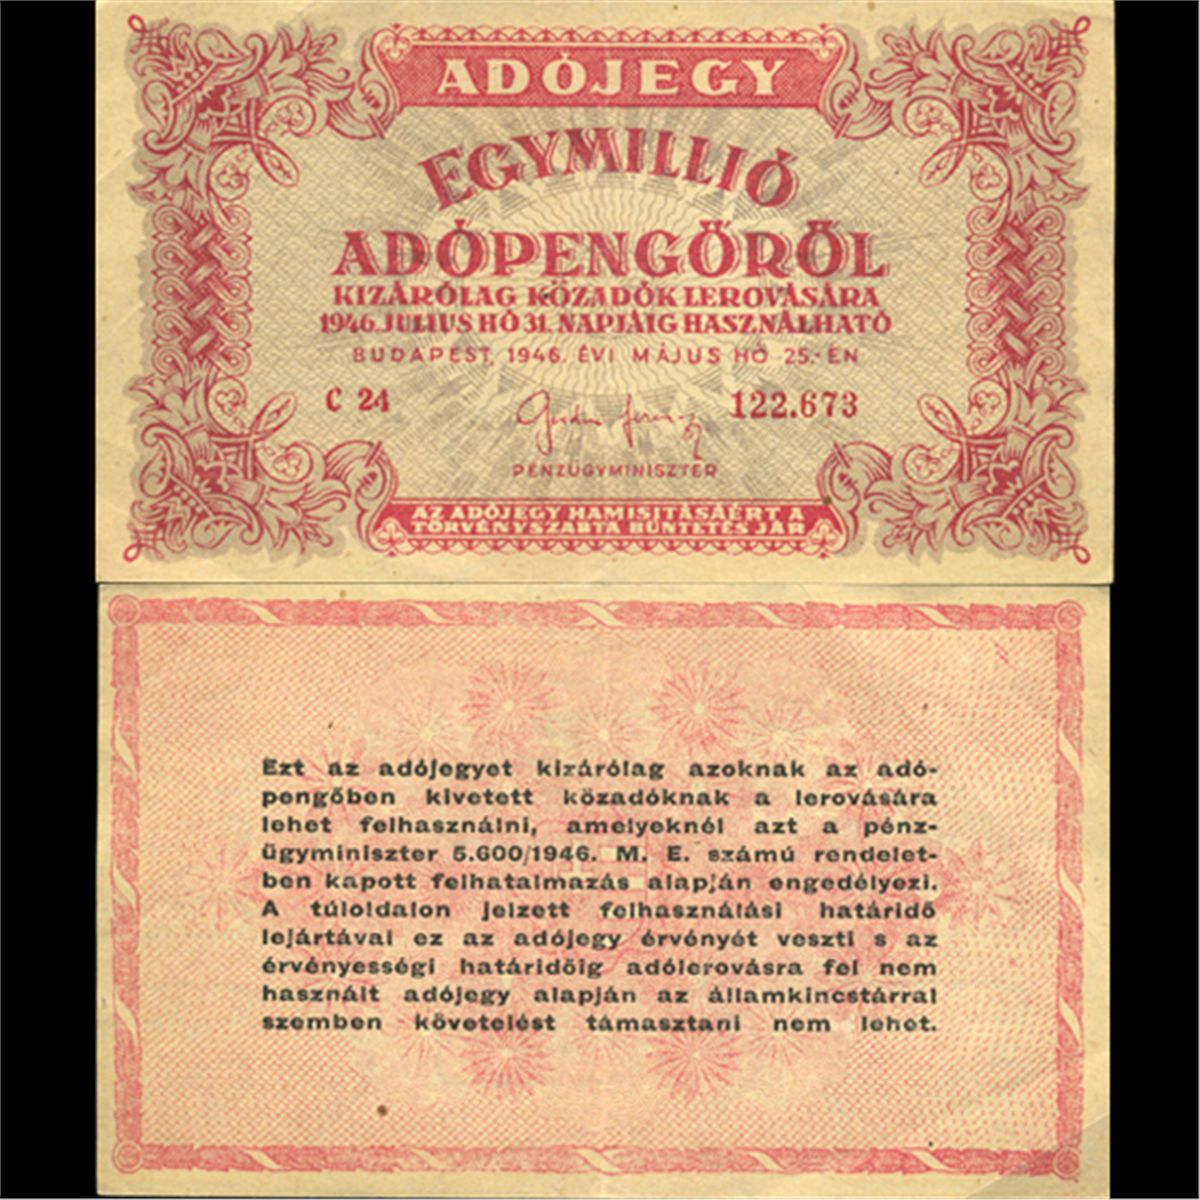 ADÓJEGY
EGYMILLIÓ
ADÓPENGŐRŐL
KIZÁRÓLAG KÖZADÓK LEROVÁSÁRA
1946. JULIUS HÓ 31. NAPJÁIG HASZNÁLHATÓ
BUDAPEST, 1946. ÉVI MÁJUS HÓ 25.-ÉN
C 24 122.673
PÉNZÜGYMINISZTER
AZ ADÓJEGY HAMISITÁSÁÉRT A
TÖRVÉNYSZABTA BÜNTETÉS JÁR
Ezt az adójegyet kizárólag azoknak az adó-
pengőben kivetett közadóknak a lerovására
lehet felhasználni, amelyeknél azt a pénz-
ügyminiszter 5.600/1946. M. E. számú rendelet-
ben kapott felhatalmazás alapján engedélyezi.
A túloldalon jelzett felhasználási határidő
lejártával ez az adójegy érvényét veszti s az
érvényességi határidőig adólerovásra fel nem
használt adójegy alapján az államkincstárral
szemben követelést támasztani nem lehet.